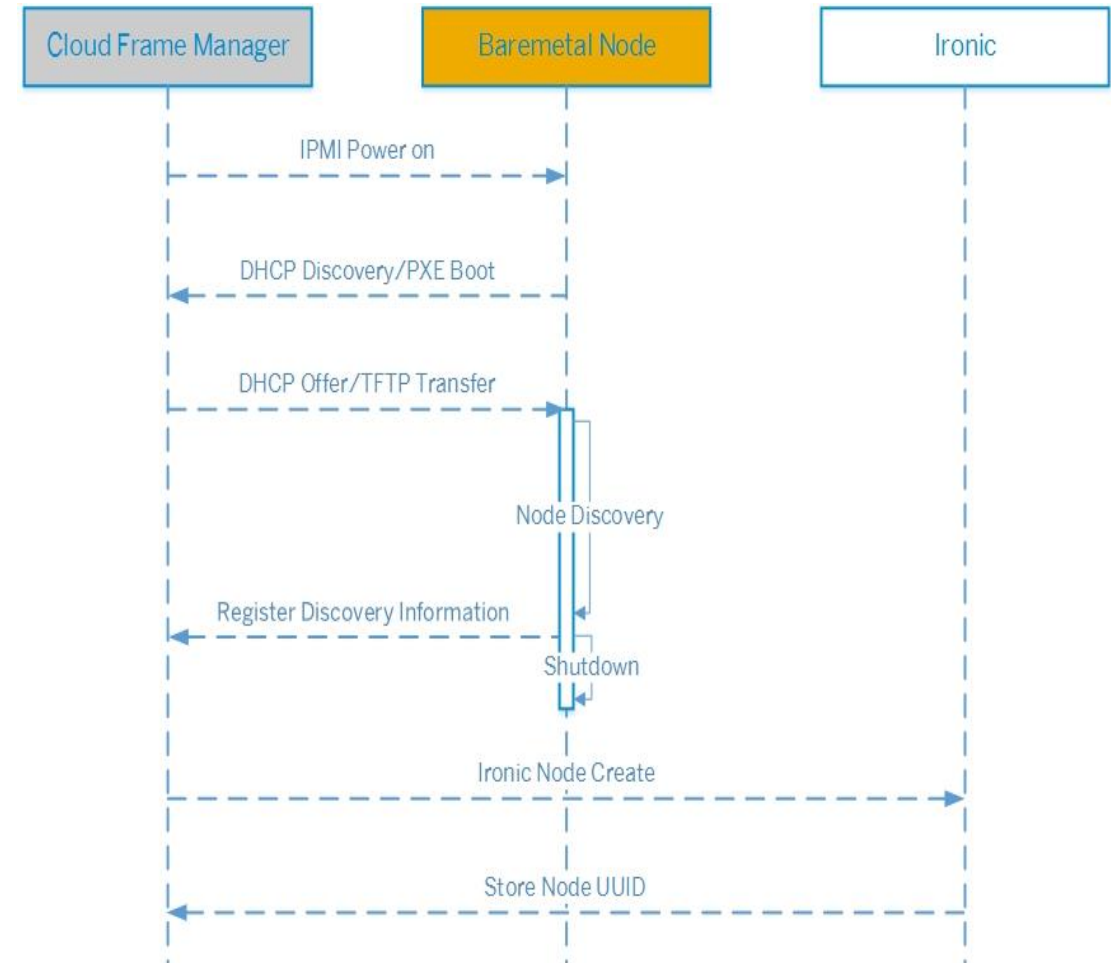 Cloud Frame Manager
Baremetal Node
Ironic
IPMI Power on
DHCP Discovery/PXE Boot
DHCP Offer/TFTP Transfer
Node Discovery
Register Discovery Information
Shutdown
Ironic Node Create
Store Node UUID